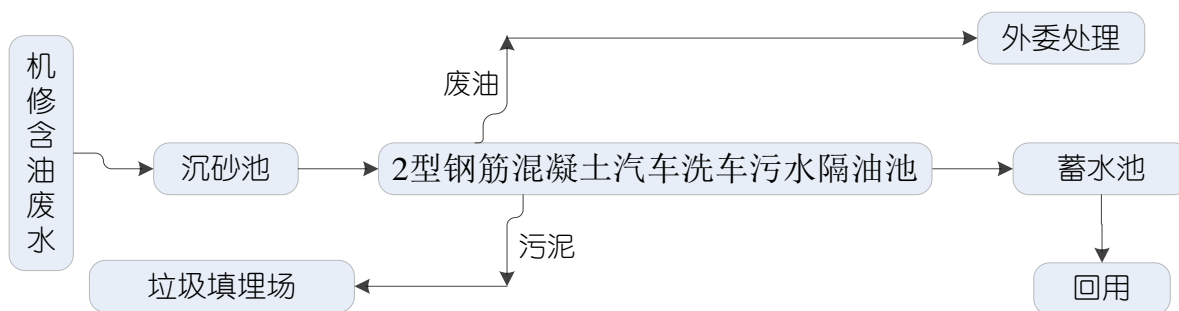 外委处理
废油
机修含油废水
沉砂池
2型钢筋混凝土汽车洗车污水隔油池
蓄水池
污泥
垃圾填埋场
回用